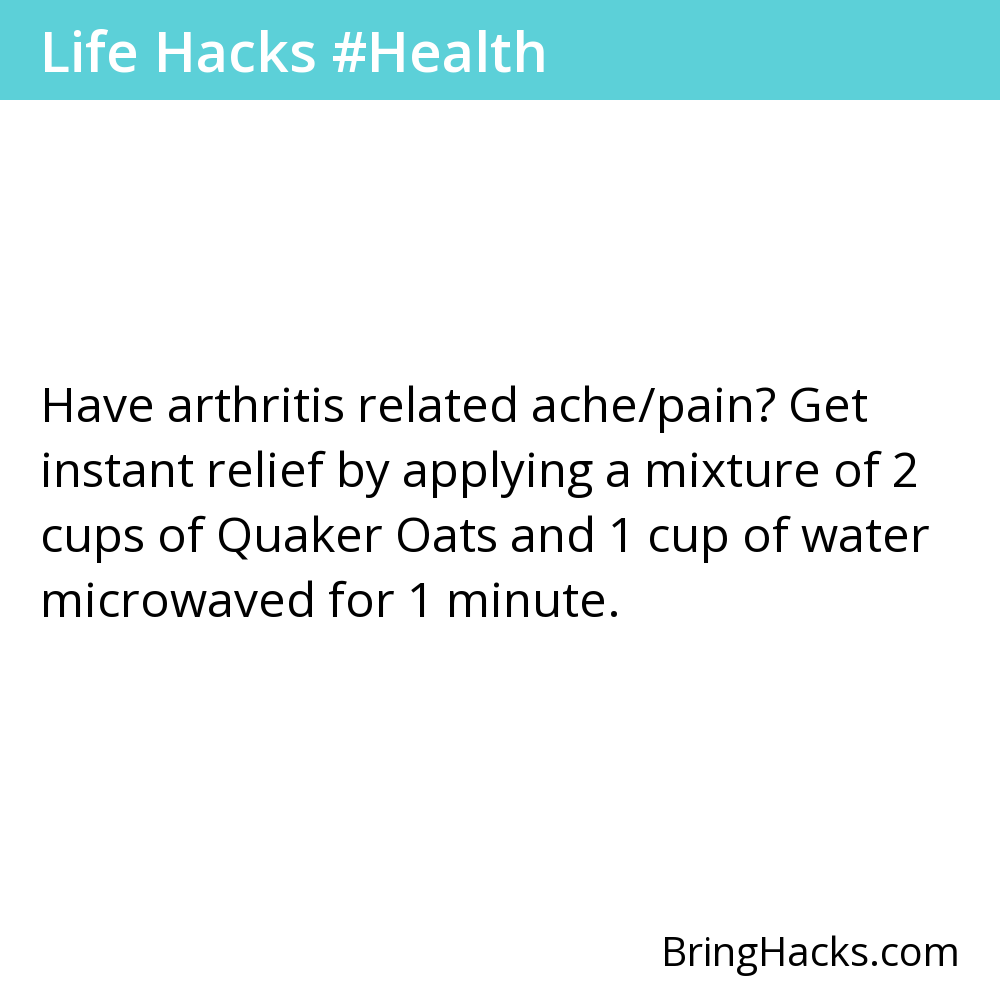 Life Hacks #Health
Have arthritis related ache/pain? Get
instant relief by applying a mixture of 2
cups of Quaker Oats and 1 cup of water
microwaved for 1 minute.
BringHacks.com